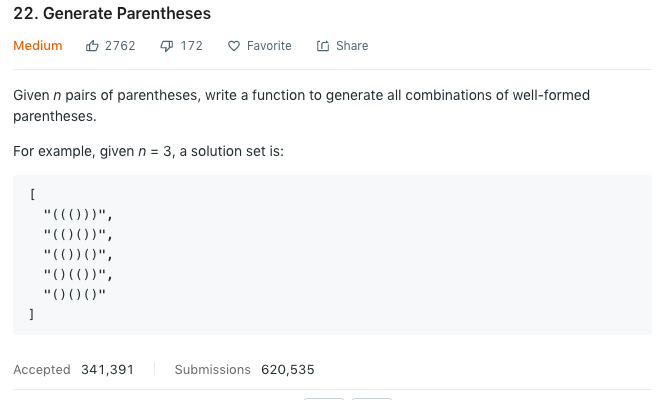 22. Generate Parentheses
Medium 2762 172 Favorite Share
Given n pairs of parentheses, write a function to generate all combinations of well-formed
parentheses.
For example, given n = 3, a solution set is:
[
  "((()))",
  "(()())",
  "(())()",
  "()(())",
  "()()()"
]
Accepted 341,391 Submissions 620,535